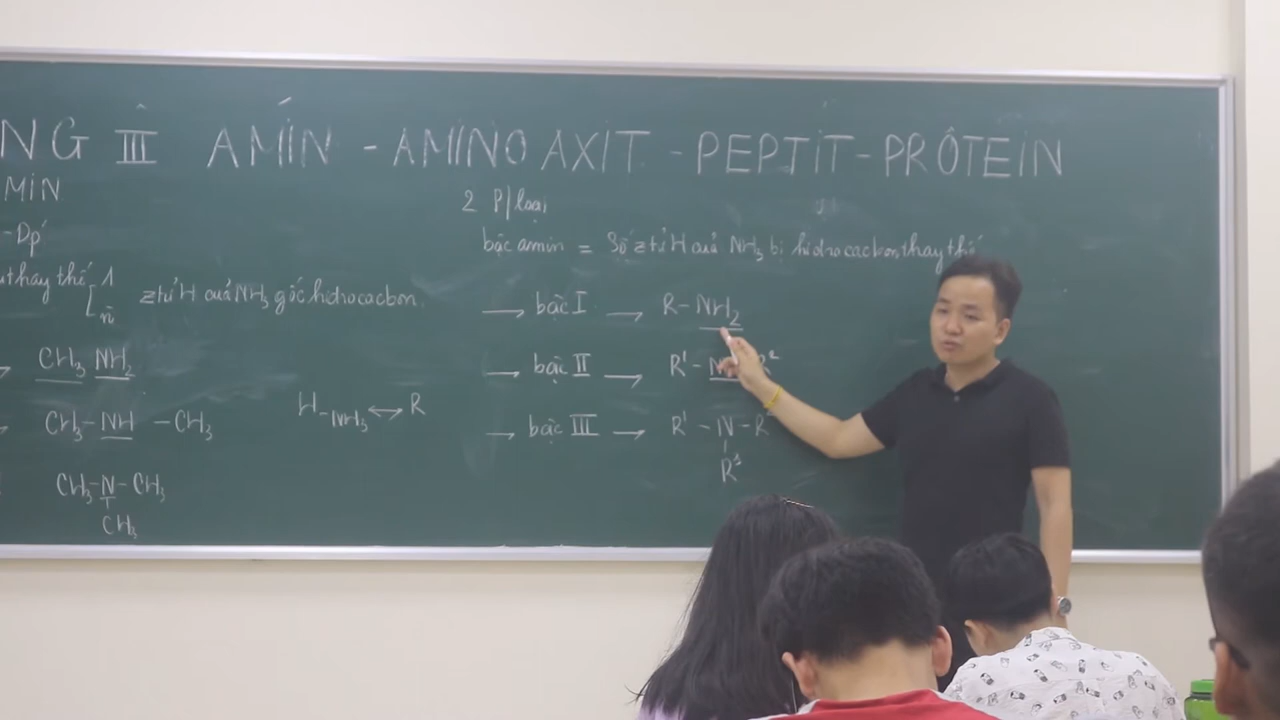 NG III AMIN - AMINO AXIT - PEPTIT - PRÔTEIN
MIN
- Đp'
thay thế 1 ztử H của NH3 gốc hidrocacbon.
n
CH3 NH2
CH3-NH-CH3
CH3-N-CH3
CH3
H-NH3 ↔ R
2 P/loại
bậc amin = Số ztử H của NH3 bị hidrocacbon thay thế
→ bậc I → R-NH2
→ bậc II → R'-
→ bậc III → R'-N-R
R3